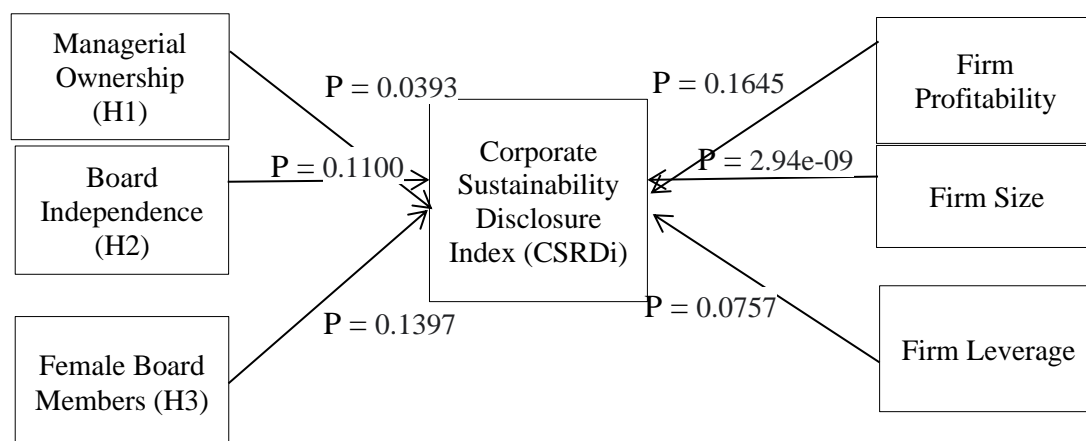 Managerial
Ownership
(H1)
P = 0.0393
P = 0.1645
Firm
Profitability
Board
Independence
(H2)
P = 0.1100
Corporate
Sustainability
Disclosure
Index (CSRDi)
P = 2.94e-09
Firm Size
Female Board
Members (H3)
P = 0.1397
P = 0.0757
Firm Leverage